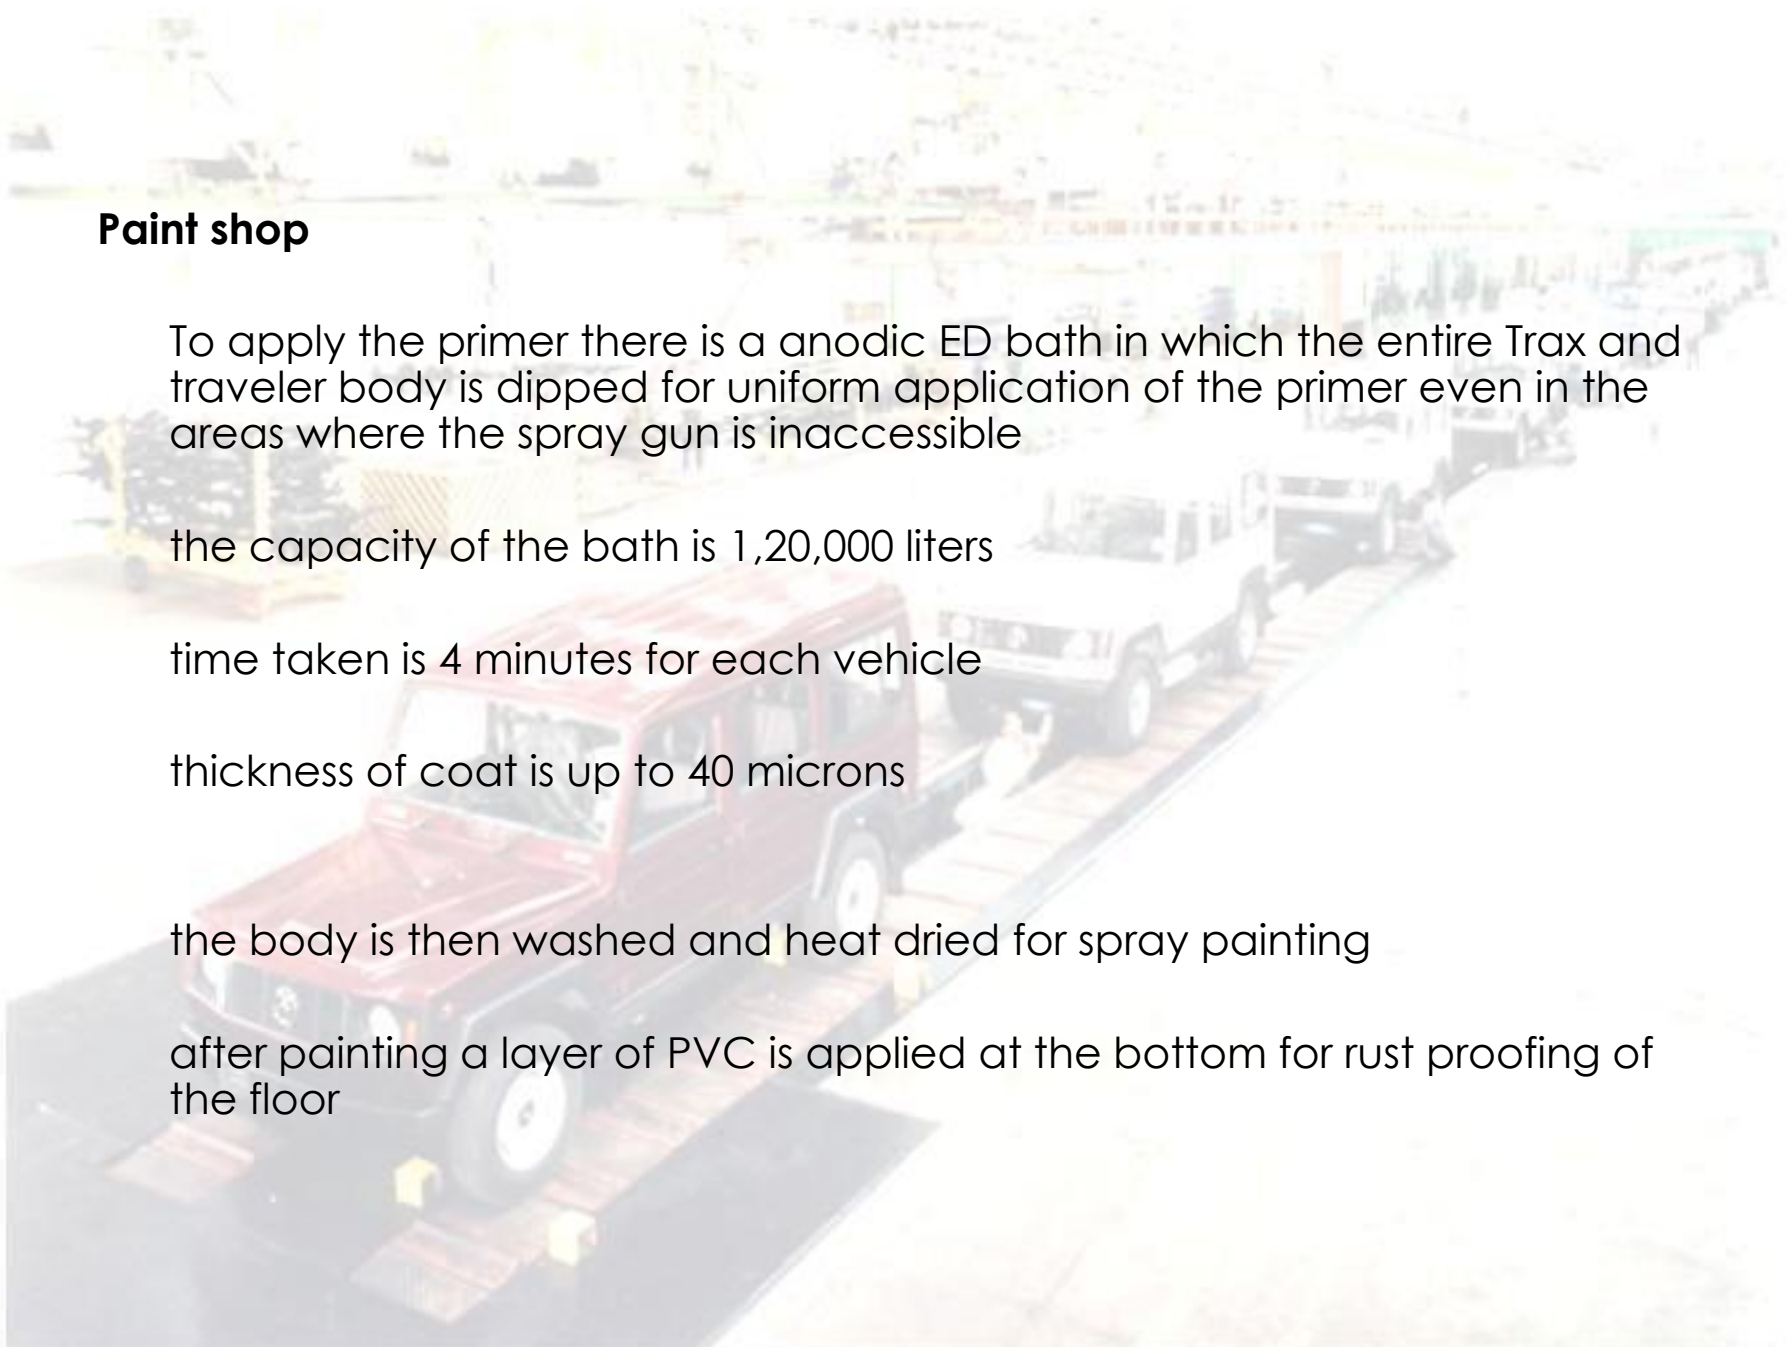 Paint shop
To apply the primer there is a anodic ED bath in which the entire Trax and
traveler body is dipped for uniform application of the primer even in the
areas where the spray gun is inaccessible
the capacity of the bath is 1,20,000 liters
time taken is 4 minutes for each vehicle
thickness of coat is up to 40 microns
the body is then washed and heat dried for spray painting
after painting a layer of PVC is applied at the bottom for rust proofing of
the floor